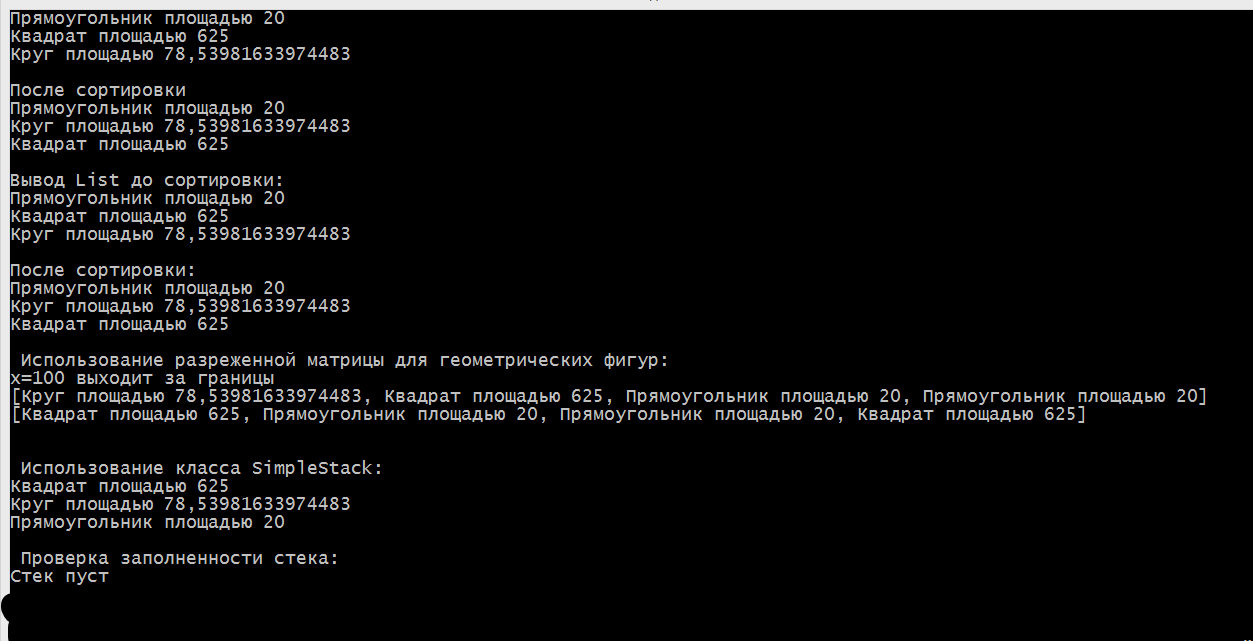 Прямоугольник площадью 20
Квадрат площадью 625
Круг площадью 78,53981633974483
После сортировки
Прямоугольник площадью 20
Круг площадью 78,53981633974483
Квадрат площадью 625
Вывод List до сортировки:
Прямоугольник площадью 20
Квадрат площадью 625
Круг площадью 78,53981633974483
После сортировки:
Прямоугольник площадью 20
Круг площадью 78,53981633974483
Квадрат площадью 625
Использование разреженной матрицы для геометрических фигур:
x=100 выходит за границы
[Круг площадью 78,53981633974483, Квадрат площадью 625, Прямоугольник площадью 20, Прямоугольник площадью 20]
[Квадрат площадью 625, Прямоугольник площадью 20, Прямоугольник площадью 20, Квадрат площадью 625]
Использование класса SimpleStack:
Квадрат площадью 625
Круг площадью 78,53981633974483
Прямоугольник площадью 20
Проверка заполненности стека:
Стек пуст